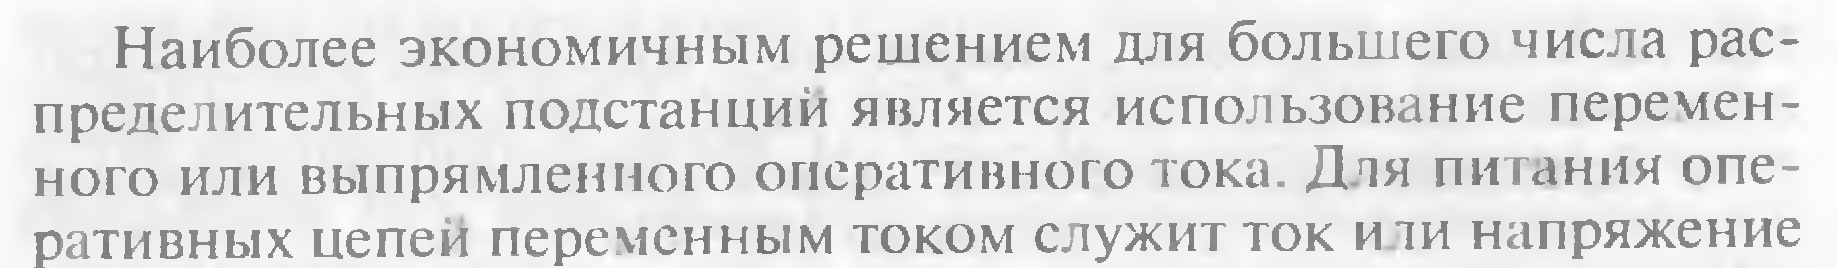 Наиболее экономичным решением для большего числа рас-
пределительных подстанций является использование перемен-
ного или выпрямленного оперативного тока. Для питания опе-
ративных цепей переменным током служит ток или напряжение